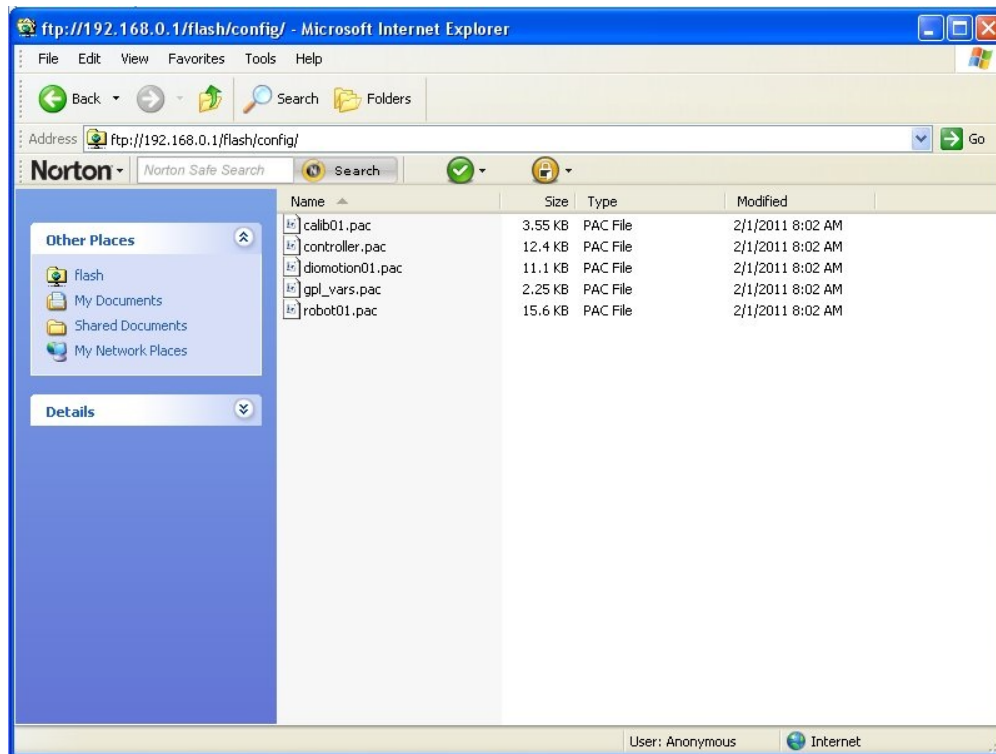 ftp://192.168.0.1/flash/config/ - Microsoft Internet Explorer
File Edit View Favorites Tools Help
Back Search Folders
Address ftp://192.168.0.1/flash/config/ Go
Norton Norton Safe Search Search
Name Size Type Modified
calib01.pac 3.55 KB PAC File 2/1/2011 8:02 AM
controller.pac 12.4 KB PAC File 2/1/2011 8:02 AM
diomotion01.pac 11.1 KB PAC File 2/1/2011 8:02 AM
gpl_vars.pac 2.25 KB PAC File 2/1/2011 8:02 AM
robot01.pac 15.6 KB PAC File 2/1/2011 8:02 AM
Other Places
flash
My Documents
Shared Documents
My Network Places
Details
User: Anonymous Internet